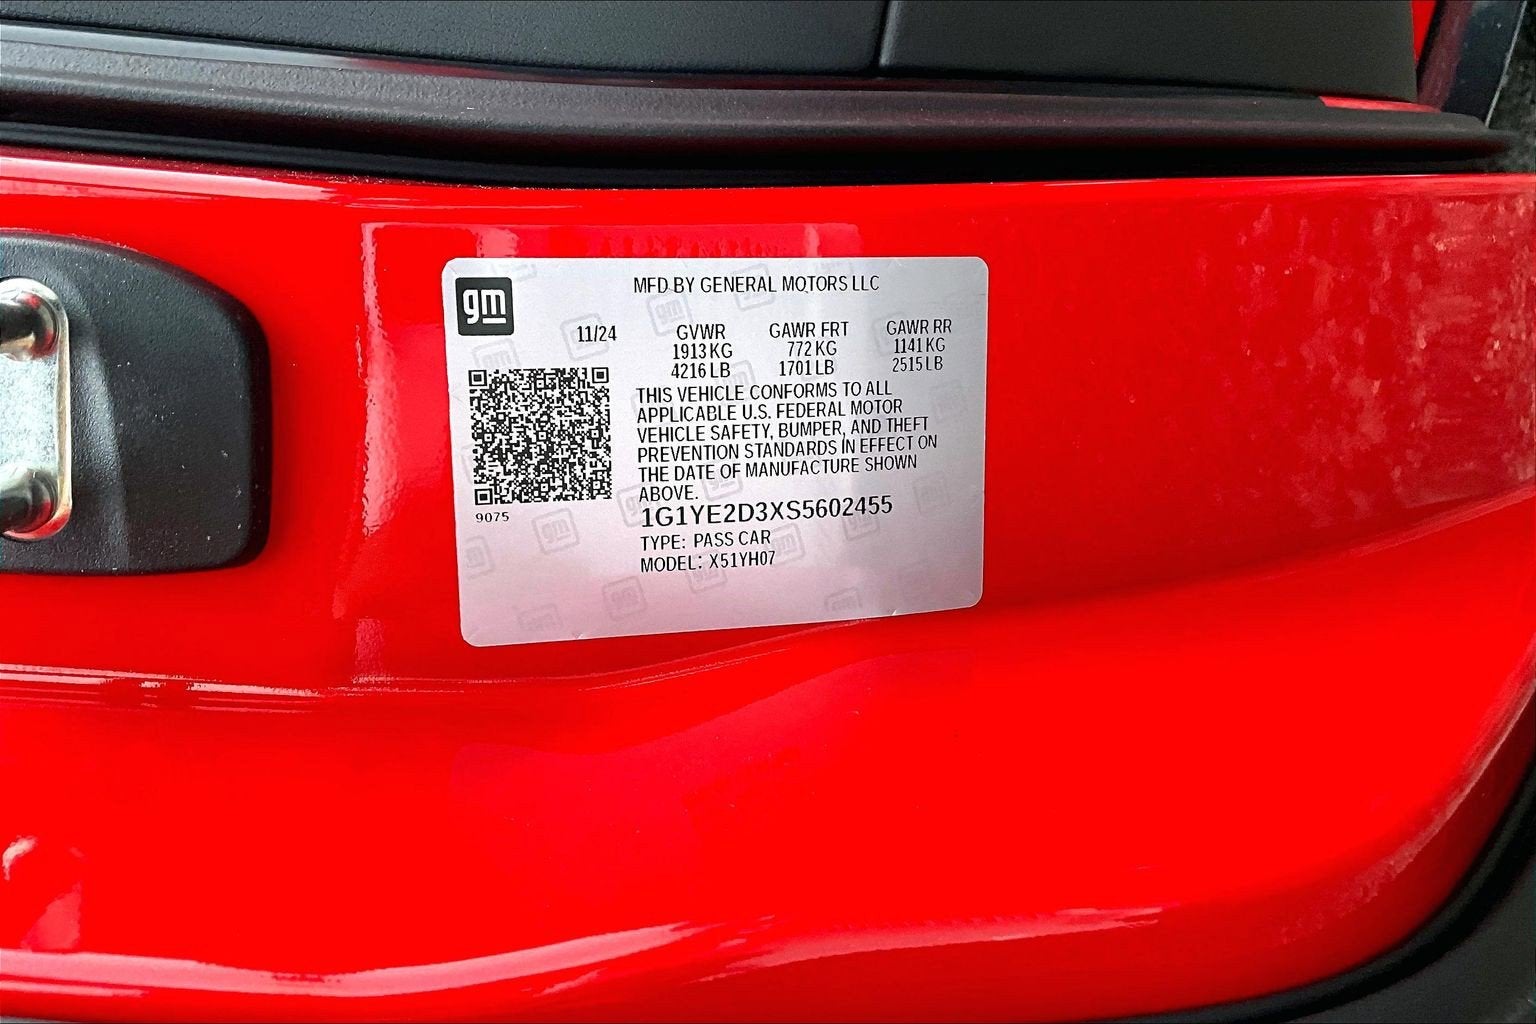 gm
MFD BY GENERAL MOTORS LLC
11/24 GVWR GAWR FRT GAWR RR
1913 KG 772 KG 1141 KG
4216 LB 1701 LB 2515 LB
THIS VEHICLE CONFORMS TO ALL
APPLICABLE U.S. FEDERAL MOTOR
VEHICLE SAFETY, BUMPER, AND THEFT
PREVENTION STANDARDS IN EFFECT ON
THE DATE OF MANUFACTURE SHOWN
ABOVE.
9075
1G1YE2D3XS5602455
TYPE: PASS CAR
MODEL: X51YH07